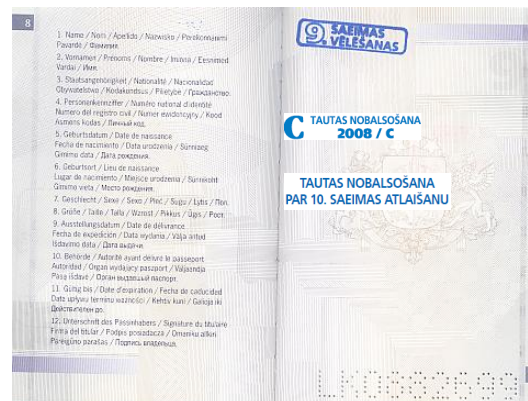 8
1. Name / Nom / Apellido / Nazwisko / Perekonnanimi
Pavardė / Фамилия.
2. Vornamen / Prénoms / Nombre / Imiona / Eesnimed
Vardai / Имя.
3. Staatsangehörigkeit / Nationalité / Nacionalidad
Obywatelstwo / Kodakondsus / Pilietybė / Гражданство.
4. Personenkennziffer / Numéro national d'identité
Número del registro civil / Numer ewidencyjny / Kood
Asmens kodas / Личный код.
5. Geburtsdatum / Date de naissance
Fecha de nacimiento / Data urodzenia / Sünniaeg
Gimimo data / Дата рождения.
6. Geburtsort / Lieu de naissance
Lugar de nacimiento / Miejsce urodzenia / Sünnikoht
Gimimo vieta / Место рождения.
7. Geschlecht / Sexe / Sexo / Płeć / Sugu / Lytis / Пол.
8. Größe / Taille / Talla / Wzrost / Pikkus / Ūgis / Рост.
9. Ausstellungsdatum / Date de délivrance
Fecha de expedición / Data wydania / Välja antud
Išdavimo data / Дата выдачи.
10. Behörde / Autorité ayant délivré le passeport
Autoridad / Organ wydający paszport / Väljaandja
Pasą išdavė / Орган выдавший паспорт.
11. Gültig bis / Date d'expiration / Fecha de caducidad
Data upływu terminu ważności / Kehtiv kuni / Galioja iki
Действителен до.
12. Unterschrift des Passinhabers / Signature du titulaire
Firma del titular / Podpis posiadacza / Omaniku allkiri
Pareigūno parašas / Подпись владельца.
9. SAEIMAS
VĒLĒŠANAS
C TAUTAS NOBALSOŠANA
2008 / C
TAUTAS NOBALSOŠANA
PAR 10. SAEIMAS ATLAIŠANU
LK0682699